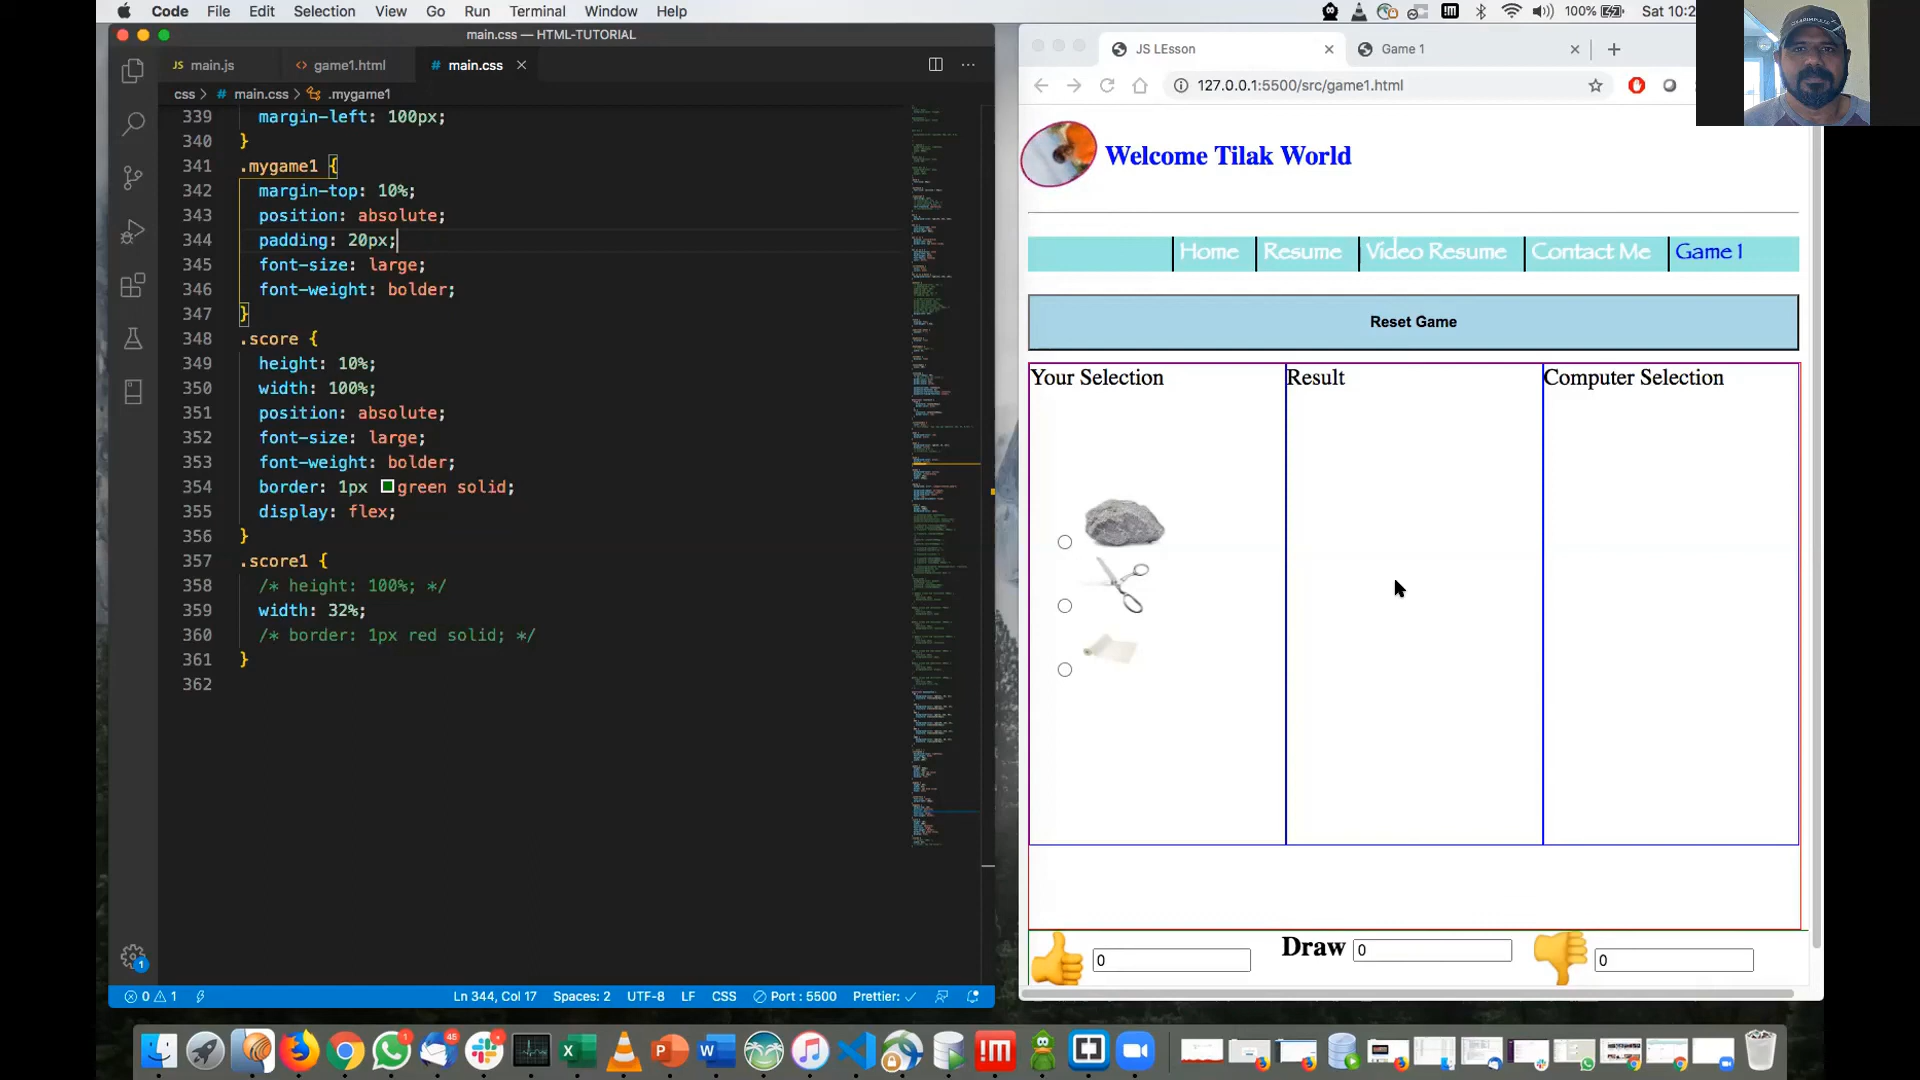 Code File Edit Selection View Go Run Terminal Window Help
100% Sat 10:2
main.css — HTML-TUTORIAL
JS main.js <> game1.html # main.css
css > # main.css > .mygame1
339 margin-left: 100px;
340 }
341 .mygame1 {
342 margin-top: 10%;
343 position: absolute;
344 padding: 20px;
345 font-size: large;
346 font-weight: bolder;
347 }
348 .score {
349 height: 10%;
350 width: 100%;
351 position: absolute;
352 font-size: large;
353 font-weight: bolder;
354 border: 1px green solid;
355 display: flex;
356 }
357 .score1 {
358 /* height: 100%; */
359 width: 32%;
360 /* border: 1px red solid; */
361 }
362
1
0 1 Ln 344, Col 17 Spaces: 2 UTF-8 LF CSS Port : 5500 Prettier: ✓
JS LEsson Game 1
127.0.0.1:5500/src/game1.html
Welcome Tilak World
Home Resume Video Resume Contact Me Game 1
Reset Game
Your Selection Result Computer Selection
0 Draw 0 0
1 45